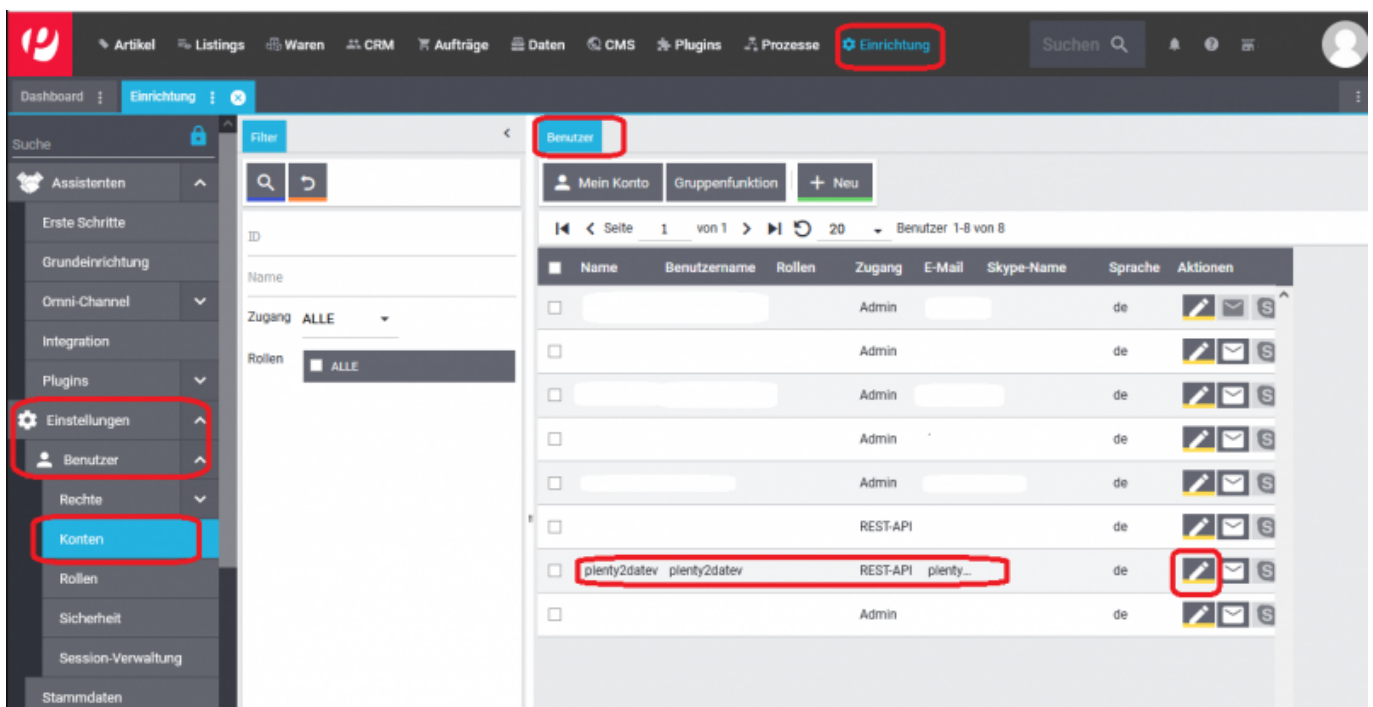 Artikel Listings Waren CRM Aufträge Daten CMS Plugins Prozesse Einrichtung Suchen
Dashboard Einrichtung
Suche
Assistenten
Erste Schritte
Grundeinrichtung
Omni-Channel
Integration
Plugins
Einstellungen
Benutzer
Rechte
Konten
Rollen
Sicherheit
Session-Verwaltung
Stammdaten
Filter
ID
Name
Zugang ALLE
Rollen ALLE
Benutzer
Mein Konto Gruppenfunktion + Neu
Seite 1 von 1 20 Benutzer 1-8 von 8
Name Benutzername Rollen Zugang E-Mail Skype-Name Sprache Aktionen
Admin de
Admin de
Admin de
Admin de
Admin de
REST-API de
plenty2datev plenty2datev REST-API plenty... de
Admin de